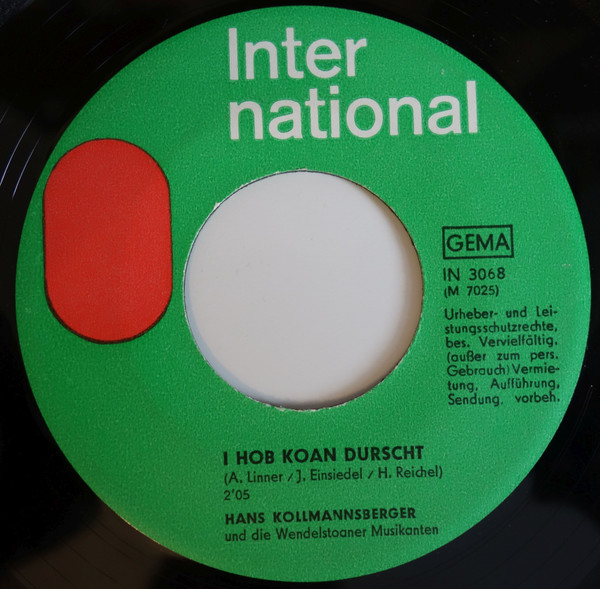 Inter
national
GEMA
IN 3068
(M 7025)
Urheber- und Lei-
stungsschutzrechte,
bes. Vervielfältig,
(außer zum pers.
Gebrauch) Vermie-
tung, Aufführung,
Sendung, vorbeh.
I HOB KOAN DURSCHT
(A. Linner / J. Einsiedel / H. Reichel)
2'05
HANS KOLLMANNSBERGER
und die Wendelstoaner Musikanten